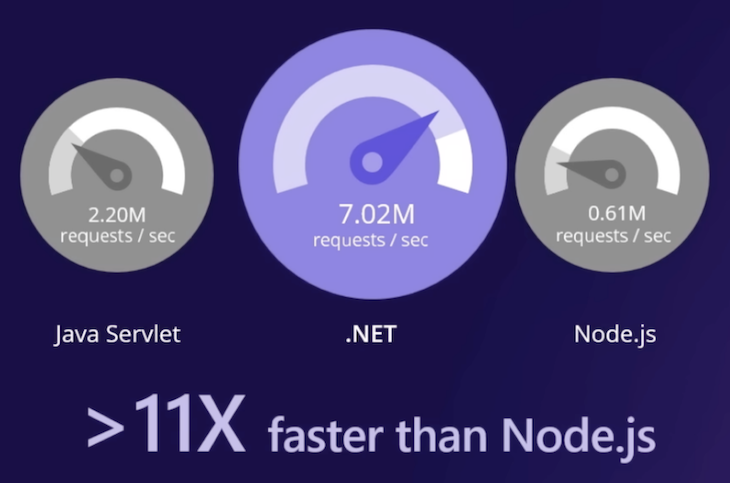 2.20M
requests / sec
7.02M
requests / sec
0.61M
requests / sec
Java Servlet
.NET
Node.js
>11X faster than Node.js